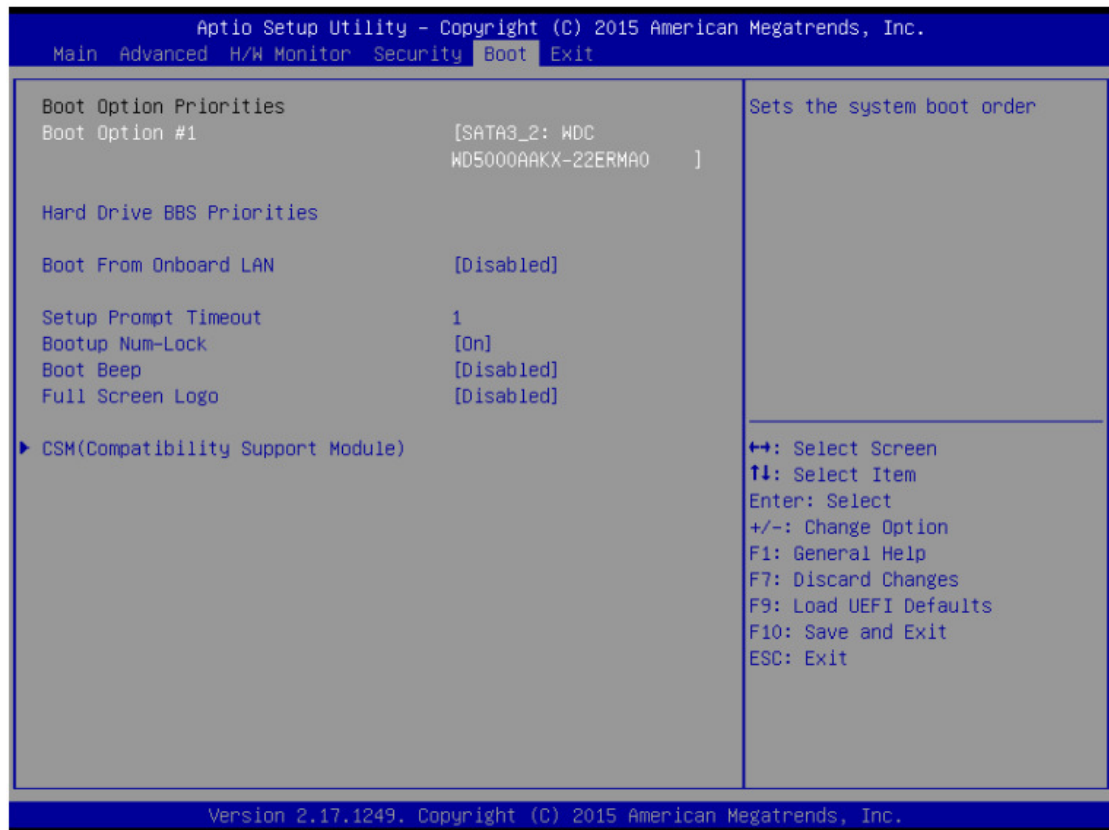 Aptio Setup Utility – Copyright (C) 2015 American Megatrends, Inc.
Main Advanced H/W Monitor Security Boot Exit
Boot Option Priorities
Boot Option #1 [SATA3_2: WDC
WD5000AAKX-22ERMA0 ]
Hard Drive BBS Priorities
Boot From Onboard LAN [Disabled]
Setup Prompt Timeout 1
Bootup Num-Lock [On]
Boot Beep [Disabled]
Full Screen Logo [Disabled]
▶ CSM(Compatibility Support Module)
Sets the system boot order
↔: Select Screen
↑↓: Select Item
Enter: Select
+/-: Change Option
F1: General Help
F7: Discard Changes
F9: Load UEFI Defaults
F10: Save and Exit
ESC: Exit
Version 2.17.1249. Copyright (C) 2015 American Megatrends, Inc.